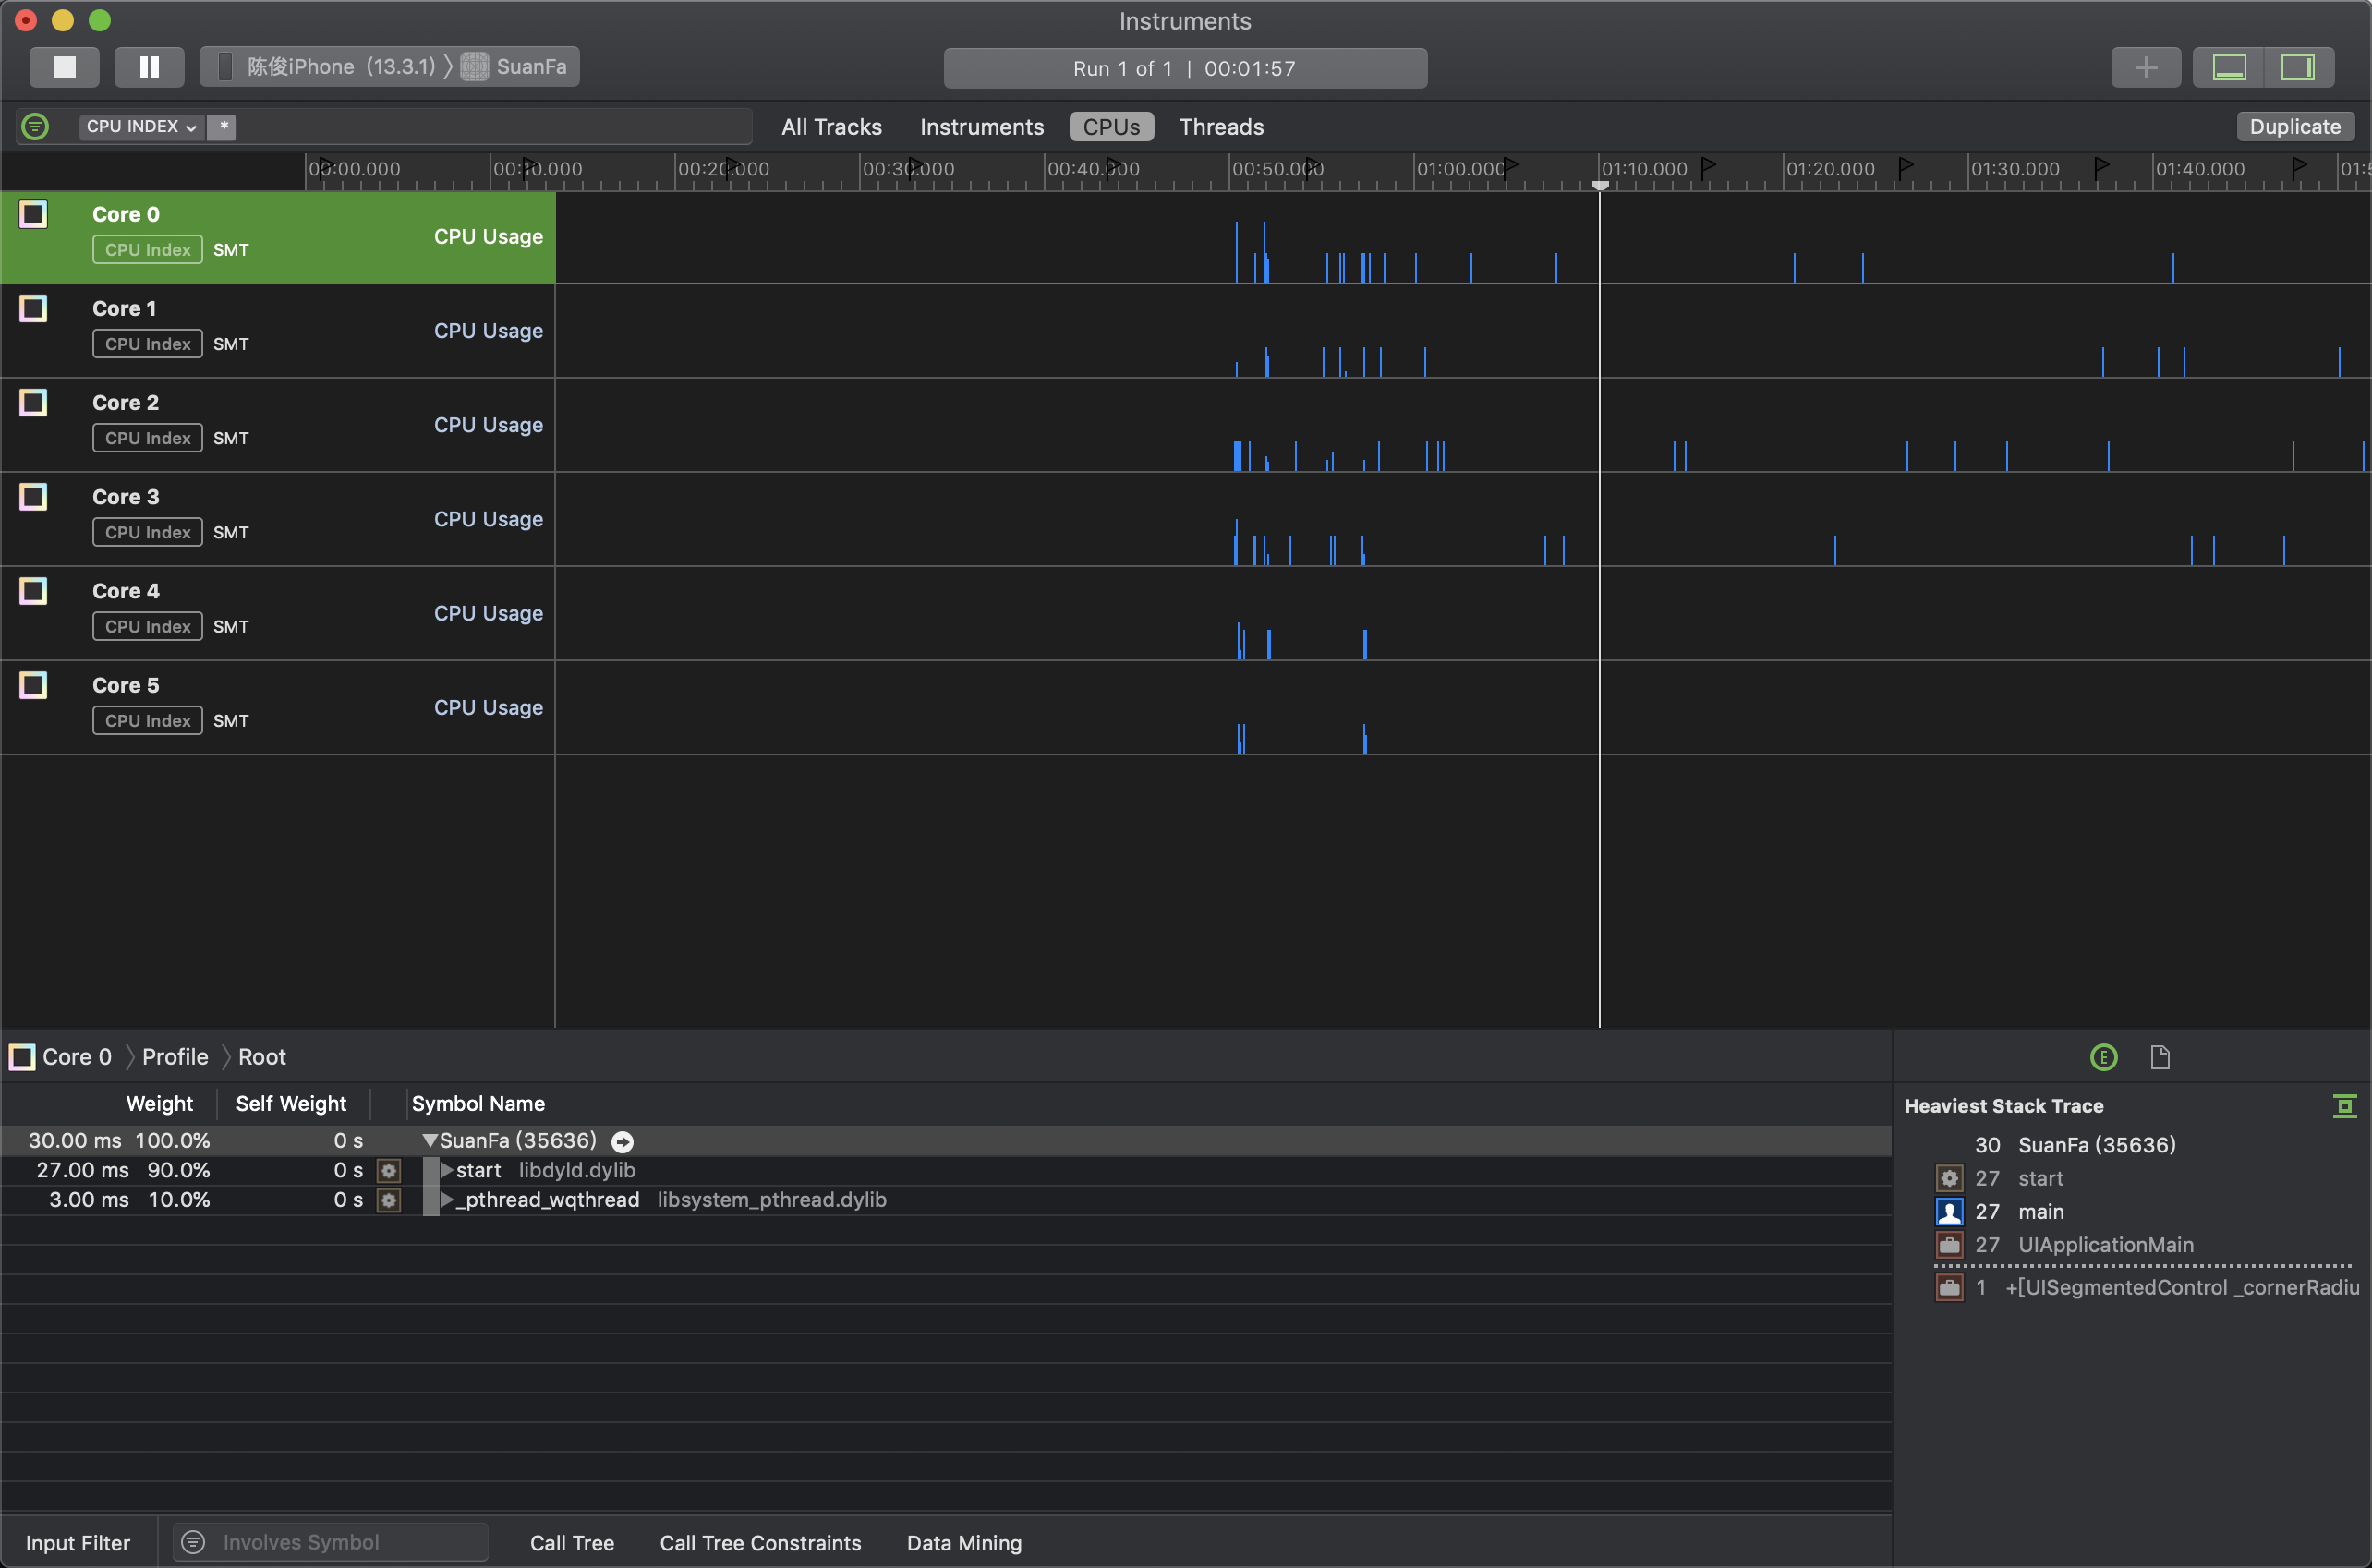 Instruments
陈俊iPhone (13.3.1) 〉 SuanFa
Run 1 of 1 | 00:01:57
CPU INDEX *
All Tracks Instruments CPUs Threads
Duplicate
00:00.000 00:10.000 00:20.000 00:30.000 00:40.000 00:50.000 01:00.000 01:10.000 01:20.000 01:30.000 01:40.000
Core 0
CPU Usage
CPU Index SMT
Core 1
CPU Usage
CPU Index SMT
Core 2
CPU Usage
CPU Index SMT
Core 3
CPU Usage
CPU Index SMT
Core 4
CPU Usage
CPU Index SMT
Core 5
CPU Usage
CPU Index SMT
Core 0 〉 Profile 〉 Root
Weight Self Weight Symbol Name
30.00 ms 100.0% 0 s SuanFa (35636)
27.00 ms 90.0% 0 s start libdyld.dylib
3.00 ms 10.0% 0 s _pthread_wqthread libsystem_pthread.dylib
E
Heaviest Stack Trace
30 SuanFa (35636)
27 start
27 main
27 UIApplicationMain
1 +[UISegmentedControl _cornerRadiu
Input Filter
Involves Symbol
Call Tree
Call Tree Constraints
Data Mining